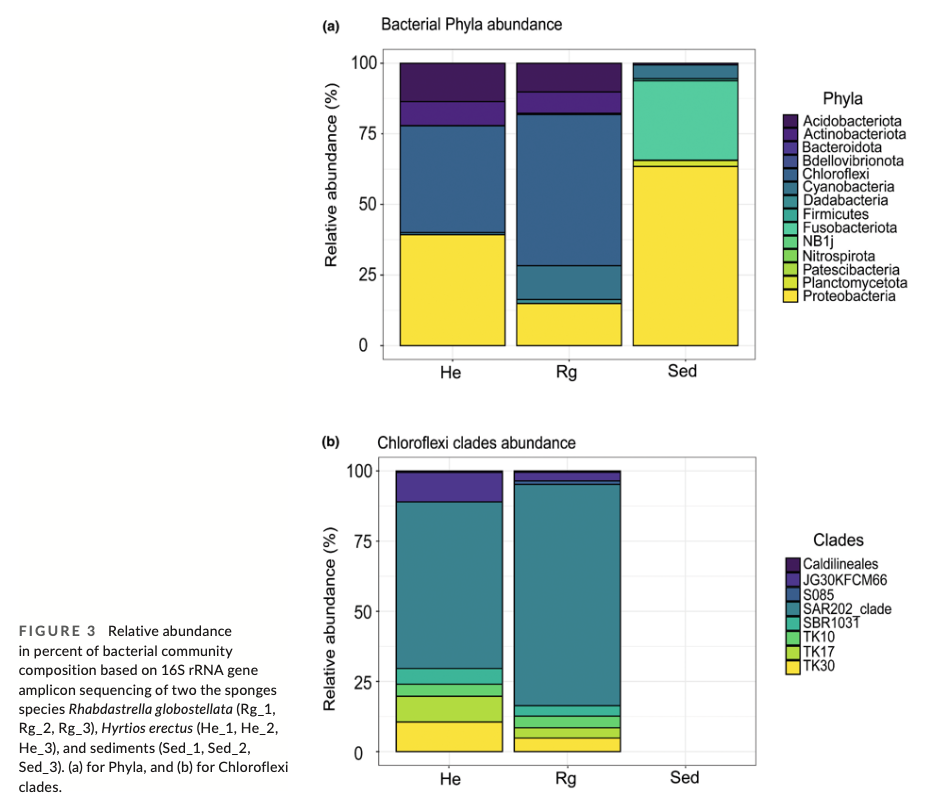 (a) Bacterial Phyla abundance
Relative abundance (%)
100
75
50
25
0
He Rg Sed
Phyla
Acidobacteriota
Actinobacteriota
Bacteroidota
Bdellovibrionota
Chloroflexi
Cyanobacteria
Dadabacteria
Firmicutes
Fusobacteriota
NB1j
Nitrospirota
Patescibacteria
Planctomycetota
Proteobacteria
(b) Chloroflexi clades abundance
Relative abundance (%)
100
75
50
25
0
He Rg Sed
Clades
Caldilineales
JG30KFCM66
S085
SAR202_clade
SBR1031
TK10
TK17
TK30
FIGURE 3 Relative abundance
in percent of bacterial community
composition based on 16S rRNA gene
amplicon sequencing of two the sponges
species Rhabdastrella globostellata (Rg_1,
Rg_2, Rg_3), Hyrtios erectus (He_1, He_2,
He_3), and sediments (Sed_1, Sed_2,
Sed_3). (a) for Phyla, and (b) for Chloroflexi
clades.